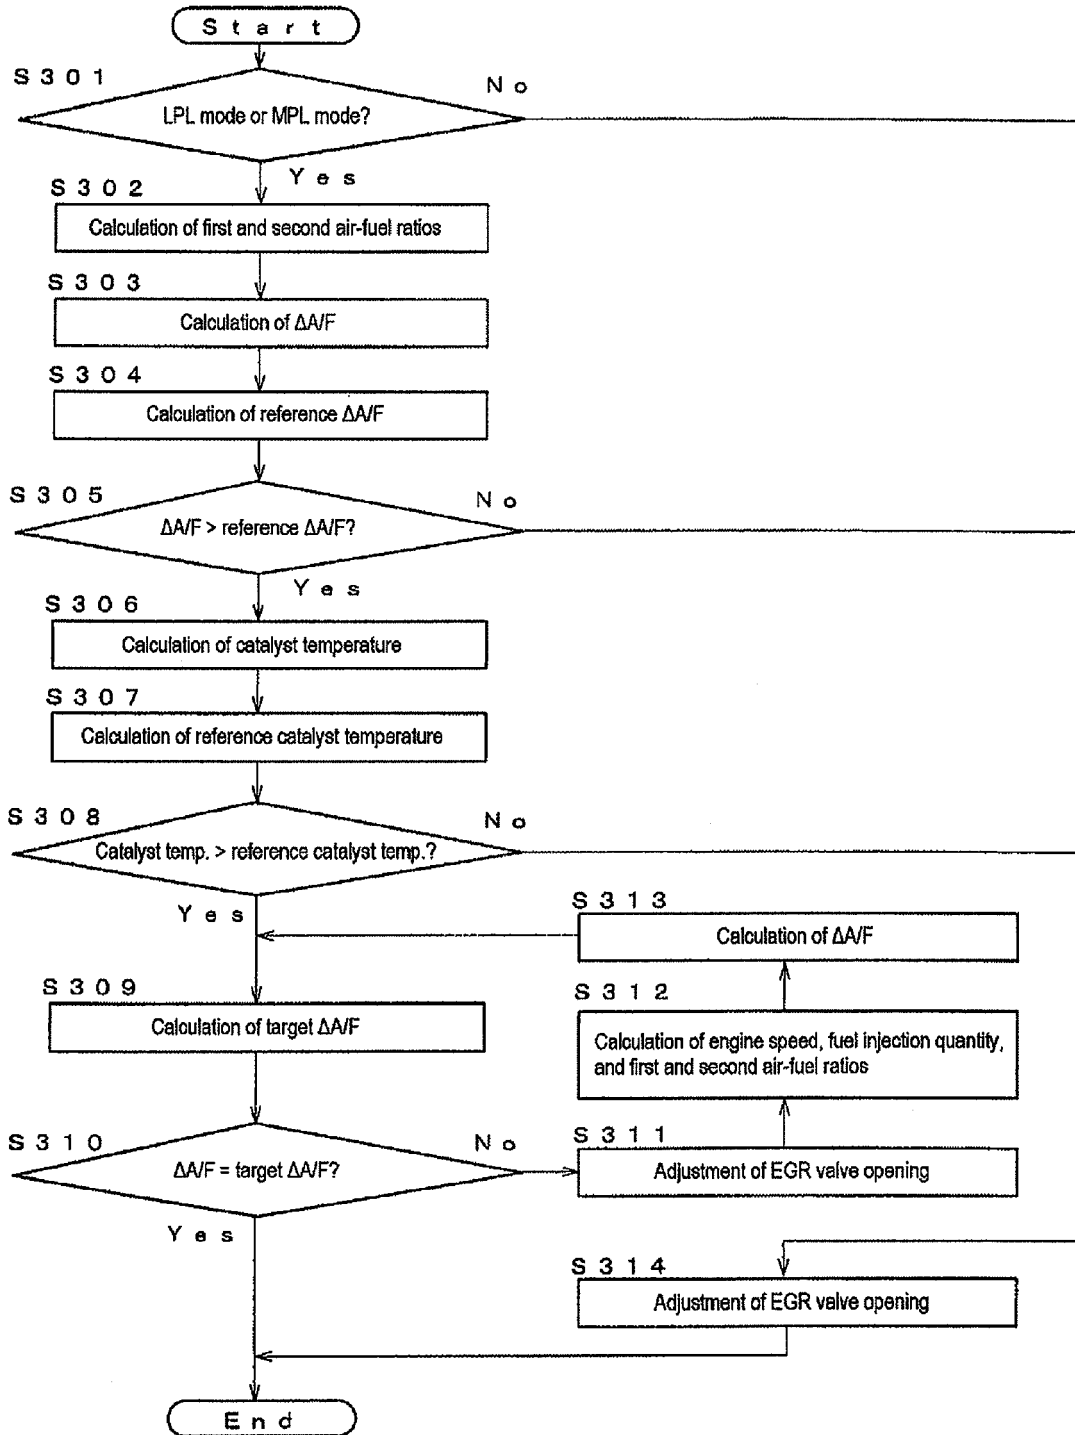 Start
S301
No
LPL mode or MPL mode?
Yes
S302
Calculation of first and second air-fuel ratios
S303
Calculation of ΔA/F
S304
Calculation of reference ΔA/F
S305
No
ΔA/F > reference ΔA/F?
Yes
S306
Calculation of catalyst temperature
S307
Calculation of reference catalyst temperature
S308
No
Catalyst temp. > reference catalyst temp.?
Yes
S313
Calculation of ΔA/F
S309
Calculation of target ΔA/F
S312
Calculation of engine speed, fuel injection quantity,
and first and second air-fuel ratios
S310
No
ΔA/F = target ΔA/F?
S311
Adjustment of EGR valve opening
Yes
S314
Adjustment of EGR valve opening
End